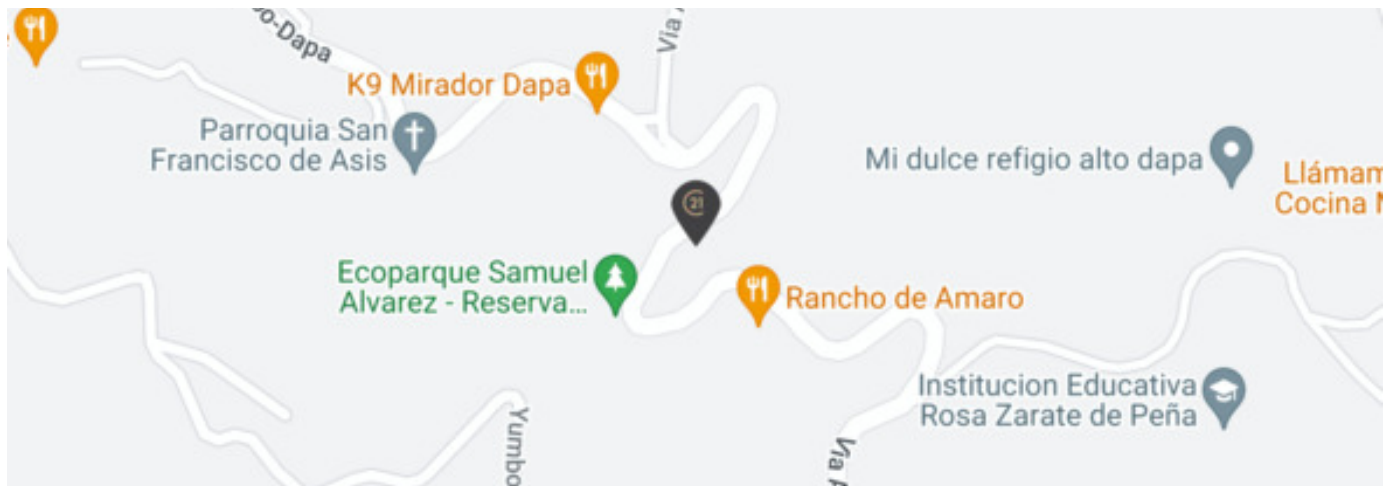 o-Dapa
Via
K9 Mirador Dapa
Parroquia San
Francisco de Asis
Mi dulce refigio alto dapa
Llámam
Cocina N
21
Ecoparque Samuel
Alvarez - Reserva...
Rancho de Amaro
Institucion Educativa
Rosa Zarate de Peña
Yumbo
Via